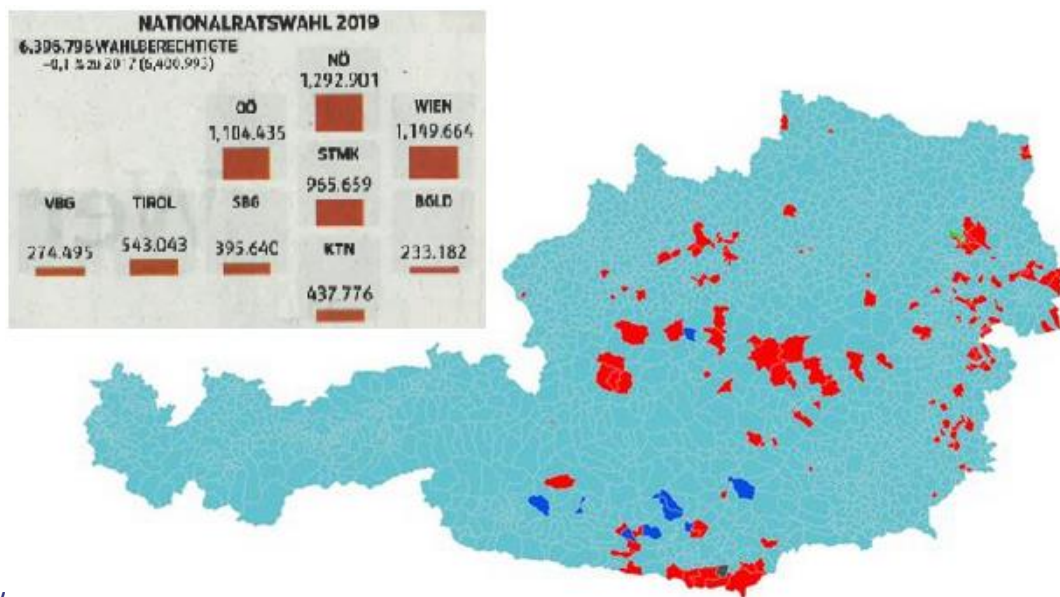 NATIONALRATSWAHL 2019
6,396.796 WAHLBERECHTIGTE
–0,1 % zu 2017 (6,400.993)
NÖ
1,292.901
OÖ
1,104.435
WIEN
1,149.664
STMK
965.659
VBG
274.495
TIROL
543.043
SBG
395.640
BGLD
233.182
KTN
437.776